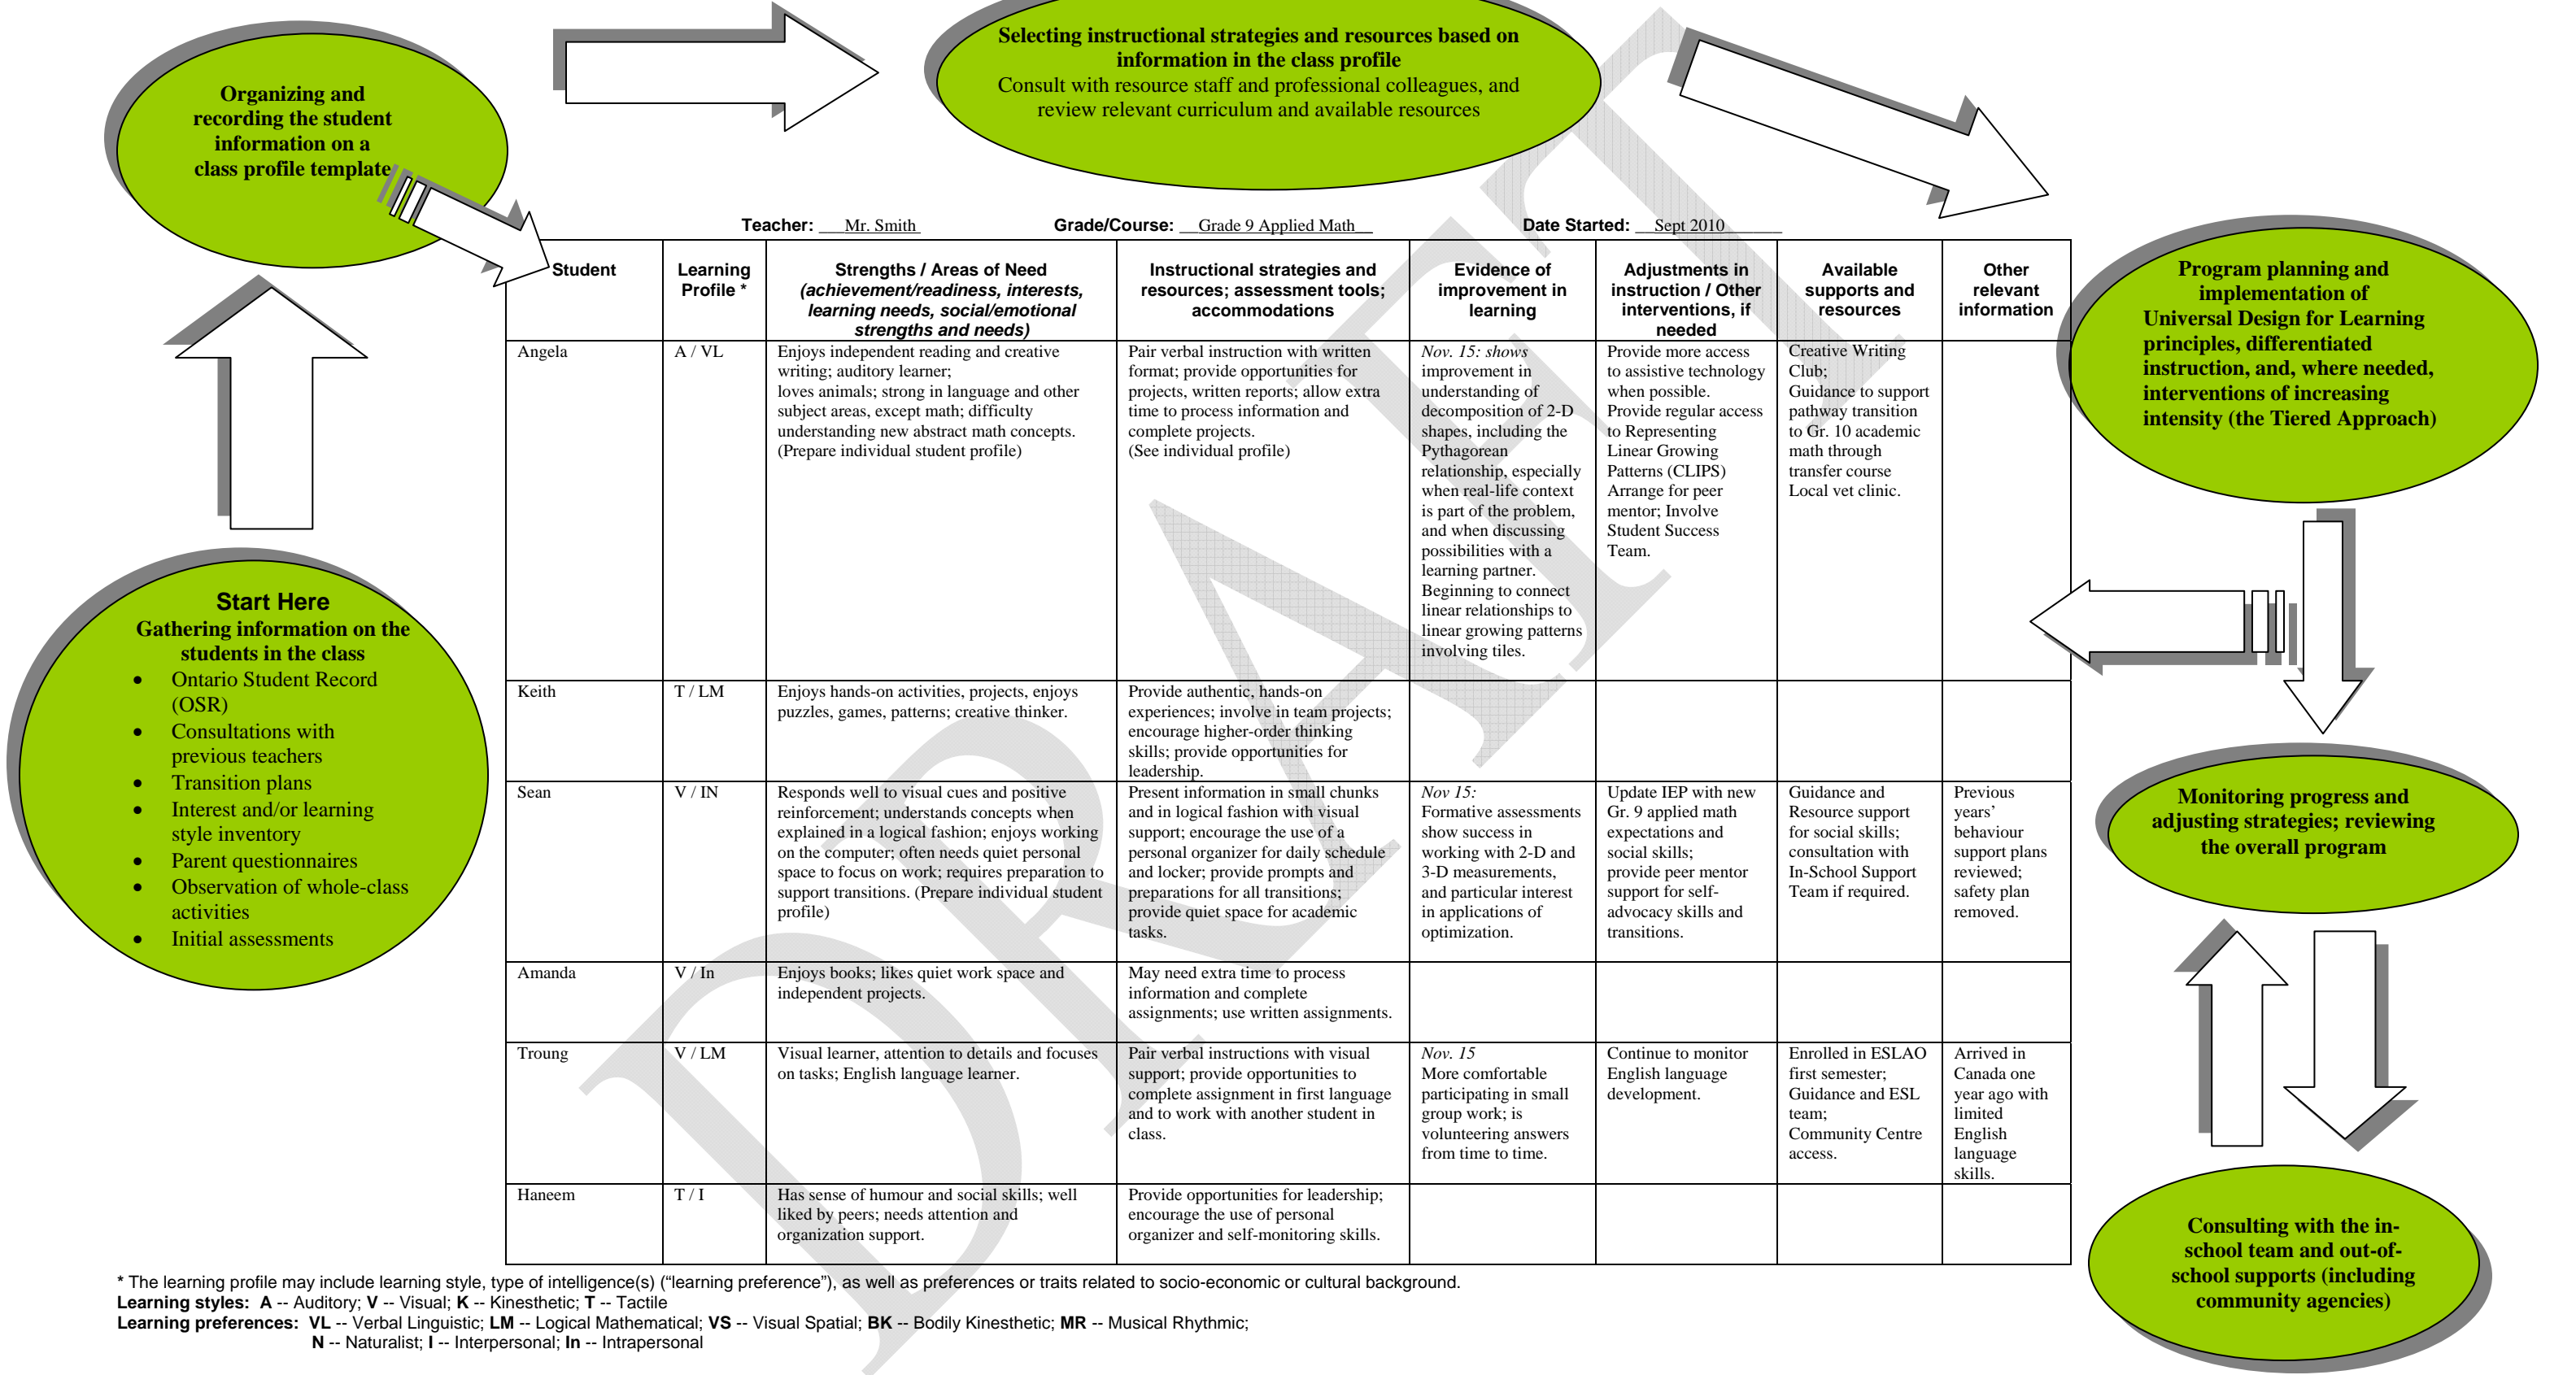 Selecting instructional strategies and resources based on
information in the class profile
Consult with resource staff and professional colleagues, and
review relevant curriculum and available resources
Organizing and
recording the student
information on a
class profile template
Start Here
Gathering information on the
students in the class
• Ontario Student Record
(OSR)
• Consultations with
previous teachers
• Transition plans
• Interest and/or learning
style inventory
• Parent questionnaires
• Observation of whole-class
activities
• Initial assessments
Teacher: ___Mr. Smith Grade/Course: __Grade 9 Applied Math__ Date Started: __Sept 2010______
Student
Learning
Profile *
Strengths / Areas of Need
(achievement/readiness, interests,
learning needs, social/emotional
strengths and needs)
Instructional strategies and
resources; assessment tools;
accommodations
Evidence of
improvement in
learning
Adjustments in
instruction / Other
interventions, if
needed
Available
supports and
resources
Other
relevant
information
Angela
A / VL
Enjoys independent reading and creative
writing; auditory learner;
loves animals; strong in language and other
subject areas, except math; difficulty
understanding new abstract math concepts.
(Prepare individual student profile)
Pair verbal instruction with written
format; provide opportunities for
projects, written reports; allow extra
time to process information and
complete projects.
(See individual profile)
Nov. 15: shows
improvement in
understanding of
decomposition of 2-D
shapes, including the
Pythagorean
relationship, especially
when real-life context
is part of the problem,
and when discussing
possibilities with a
learning partner.
Beginning to connect
linear relationships to
linear growing patterns
involving tiles.
Provide more access
to assistive technology
when possible.
Provide regular access
to Representing
Linear Growing
Patterns (CLIPS)
Arrange for peer
mentor; Involve
Student Success
Team.
Creative Writing
Club;
Guidance to support
pathway transition
to Gr. 10 academic
math through
transfer course
Local vet clinic.
Keith
T / LM
Enjoys hands-on activities, projects, enjoys
puzzles, games, patterns; creative thinker.
Provide authentic, hands-on
experiences; involve in team projects;
encourage higher-order thinking
skills; provide opportunities for
leadership.
Sean
V / IN
Responds well to visual cues and positive
reinforcement; understands concepts when
explained in a logical fashion; enjoys working
on the computer; often needs quiet personal
space to focus on work; requires preparation to
support transitions. (Prepare individual student
profile)
Present information in small chunks
and in logical fashion with visual
support; encourage the use of a
personal organizer for daily schedule
and locker; provide prompts and
preparations for all transitions;
provide quiet space for academic
tasks.
Nov 15:
Formative assessments
show success in
working with 2-D and
3-D measurements,
and particular interest
in applications of
optimization.
Update IEP with new
Gr. 9 applied math
expectations and
social skills;
provide peer mentor
support for self-
advocacy skills and
transitions.
Guidance and
Resource support
for social skills;
consultation with
In-School Support
Team if required.
Previous
years’
behaviour
support plans
reviewed;
safety plan
removed.
Amanda
V / In
Enjoys books; likes quiet work space and
independent projects.
May need extra time to process
information and complete
assignments; use written assignments.
Troung
V / LM
Visual learner, attention to details and focuses
on tasks; English language learner.
Pair verbal instructions with visual
support; provide opportunities to
complete assignment in first language
and to work with another student in
class.
Nov. 15
More comfortable
participating in small
group work; is
volunteering answers
from time to time.
Continue to monitor
English language
development.
Enrolled in ESLAO
first semester;
Guidance and ESL
team;
Community Centre
access.
Arrived in
Canada one
year ago with
limited
English
language
skills.
Haneem
T / I
Has sense of humour and social skills; well
liked by peers; needs attention and
organization support.
Provide opportunities for leadership;
encourage the use of personal
organizer and self-monitoring skills.
Program planning and
implementation of
Universal Design for Learning
principles, differentiated
instruction, and, where needed,
interventions of increasing
intensity (the Tiered Approach)
Monitoring progress and
adjusting strategies; reviewing
the overall program
Consulting with the in-
school team and out-of-
school supports (including
community agencies)
* The learning profile may include learning style, type of intelligence(s) (“learning preference”), as well as preferences or traits related to socio-economic or cultural background.
Learning styles: A -- Auditory; V -- Visual; K -- Kinesthetic; T -- Tactile
Learning preferences: VL -- Verbal Linguistic; LM -- Logical Mathematical; VS -- Visual Spatial; BK -- Bodily Kinesthetic; MR -- Musical Rhythmic;
N -- Naturalist; I -- Interpersonal; In -- Intrapersonal
DRAFT